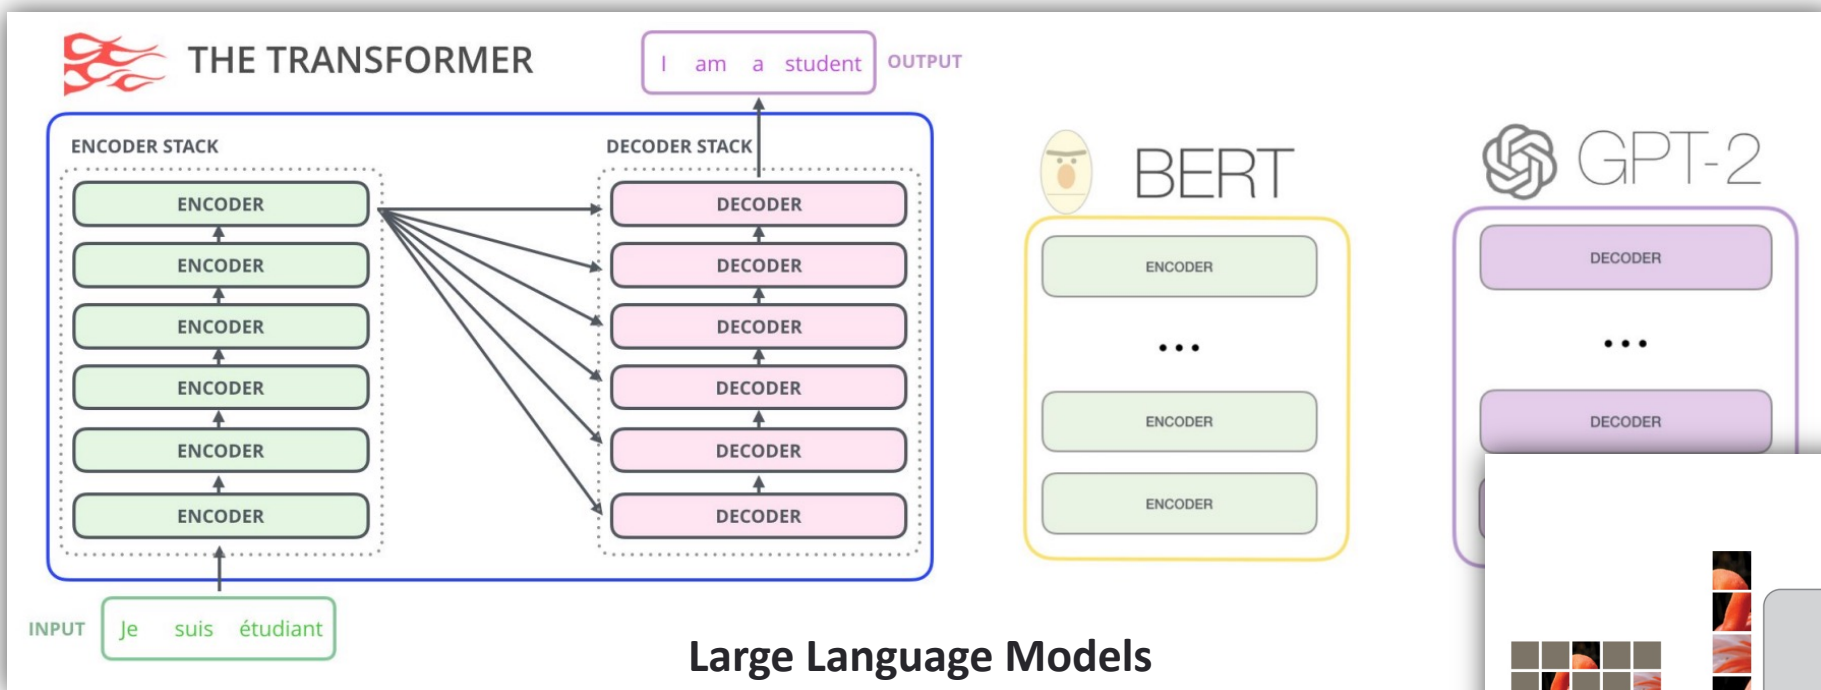 THE TRANSFORMER
I am a student
OUTPUT
ENCODER STACK
ENCODER
ENCODER
ENCODER
ENCODER
ENCODER
ENCODER
DECODER STACK
DECODER
DECODER
DECODER
DECODER
DECODER
DECODER
INPUT
Je suis étudiant
BERT
ENCODER
...
ENCODER
ENCODER
GPT-2
DECODER
...
DECODER
Large Language Models